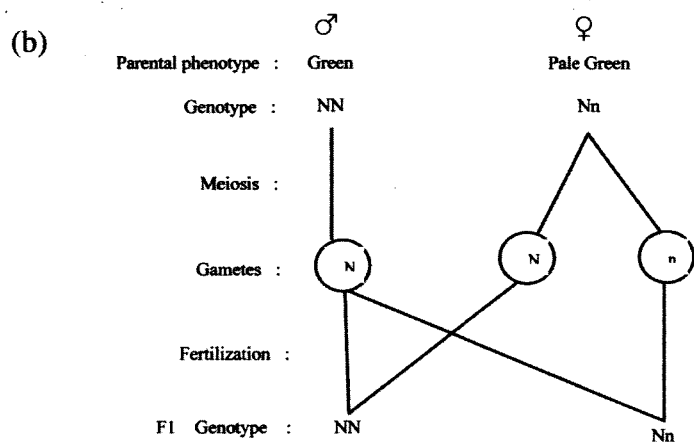 ♂ ♀
(b)
Parental phenotype : Green Pale Green
Genotype : NN Nn
Meiosis :
Gametes : N N n
Fertilization :
F1 Genotype : NN Nn